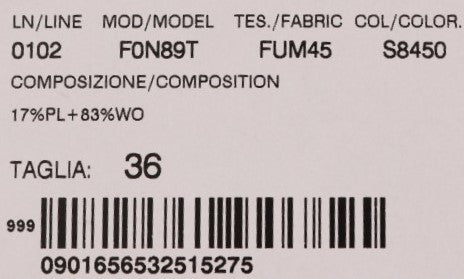 LN/LINE MOD/MODEL TES./FABRIC COL/COLOR.
0102 F0N89T FUM45 S8450
COMPOSIZIONE/COMPOSITION
17%PL+83%WO
TAGLIA: 36
999
0901656532515275